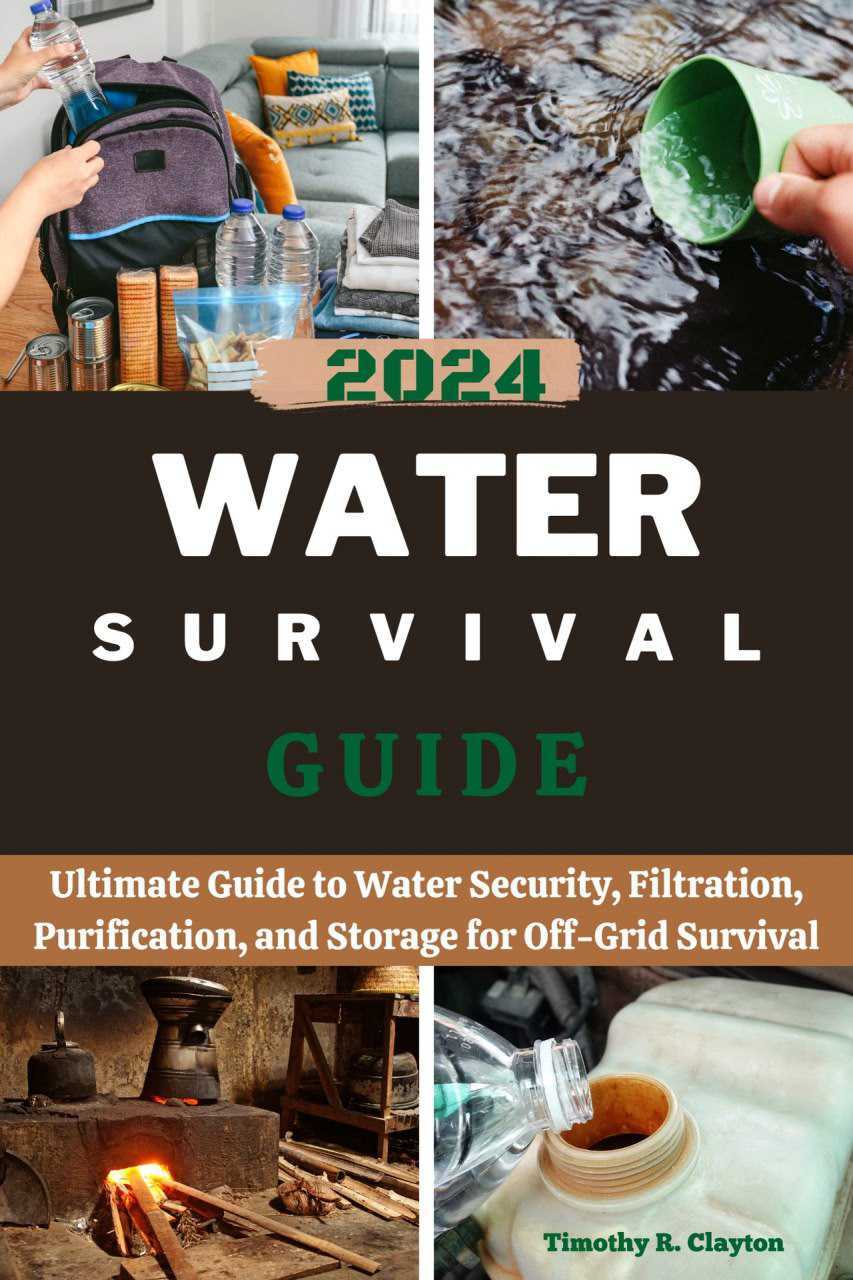 2024
WATER
SURVIVAL
GUIDE
Ultimate Guide to Water Security, Filtration,
Purification, and Storage for Off-Grid Survival
Timothy R. Clayton